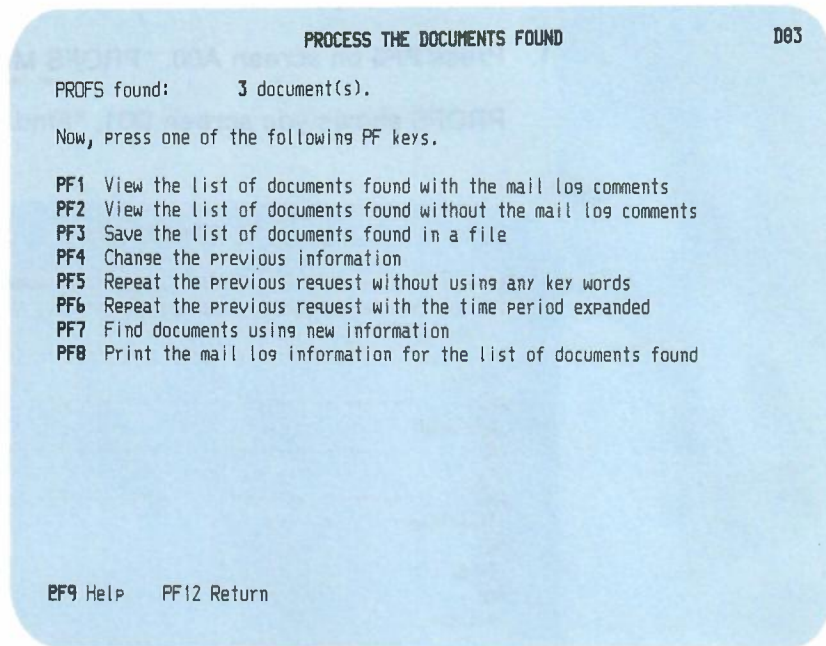 PROCESS THE DOCUMENTS FOUND D03
PROFS found: 3 document(s).
Now, press one of the following PF keys.
PF1 View the list of documents found with the mail log comments
PF2 View the list of documents found without the mail log comments
PF3 Save the list of documents found in a file
PF4 Change the previous information
PF5 Repeat the previous request without using any key words
PF6 Repeat the previous request with the time period expanded
PF7 Find documents using new information
PF8 Print the mail log information for the list of documents found
PF9 Help PF12 Return